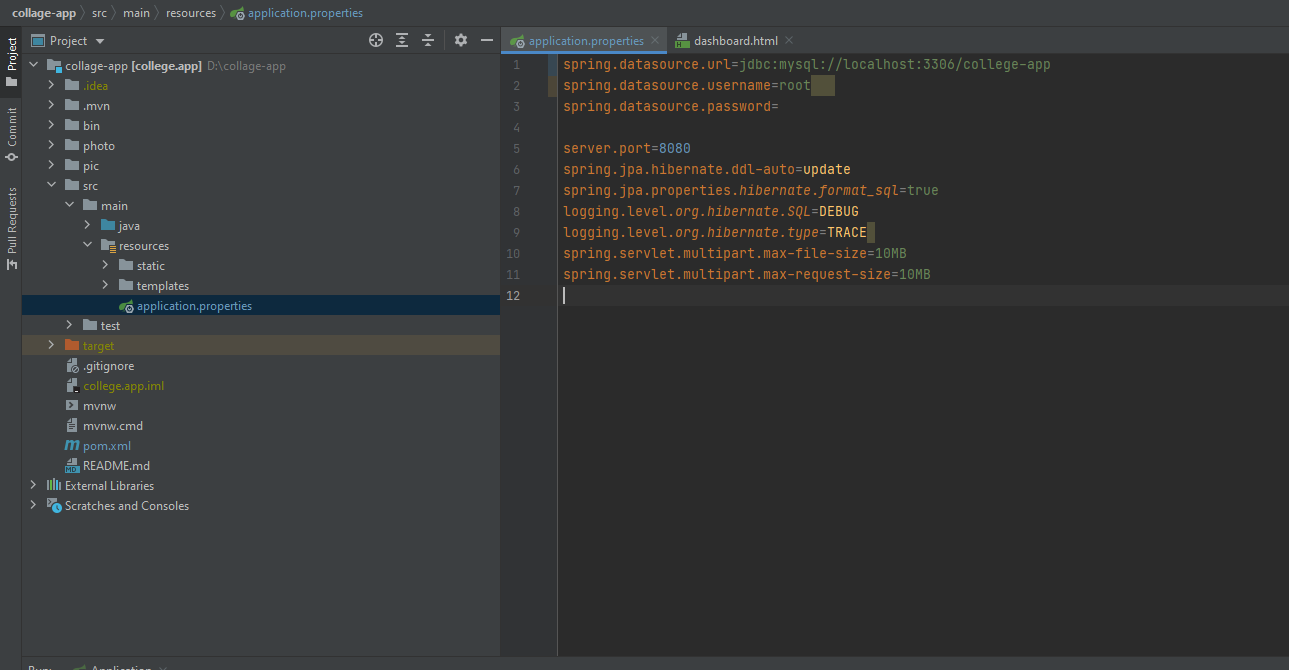 collage-app src main resources application.properties
Project
Commit
Pull Requests
Project
collage-app [college.app] D:\collage-app
.idea
.mvn
bin
photo
pic
src
main
java
resources
static
templates
application.properties
test
target
.gitignore
college.app.iml
mvnw
mvnw.cmd
pom.xml
README.md
External Libraries
Scratches and Consoles
application.properties dashboard.html
1 spring.datasource.url=jdbc:mysql://localhost:3306/college-app
2 spring.datasource.username=root
3 spring.datasource.password=
4
5 server.port=8080
6 spring.jpa.hibernate.ddl-auto=update
7 spring.jpa.properties.hibernate.format_sql=true
8 logging.level.org.hibernate.SQL=DEBUG
9 logging.level.org.hibernate.type=TRACE
10 spring.servlet.multipart.max-file-size=10MB
11 spring.servlet.multipart.max-request-size=10MB
12
Run: Application